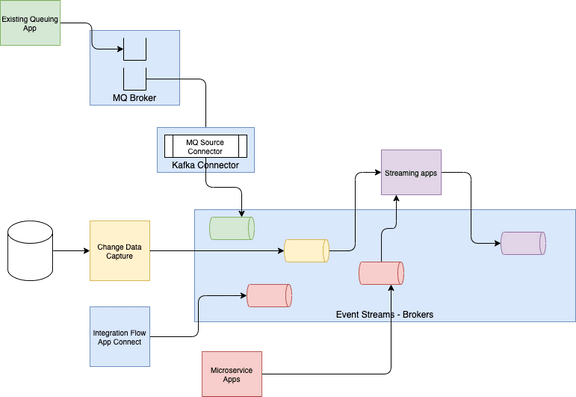 Existing Queuing
App
MQ Broker
MQ Source
Connector
Kafka Connector
Streaming apps
Change Data
Capture
Event Streams - Brokers
Integration Flow
App Connect
Microservice
Apps